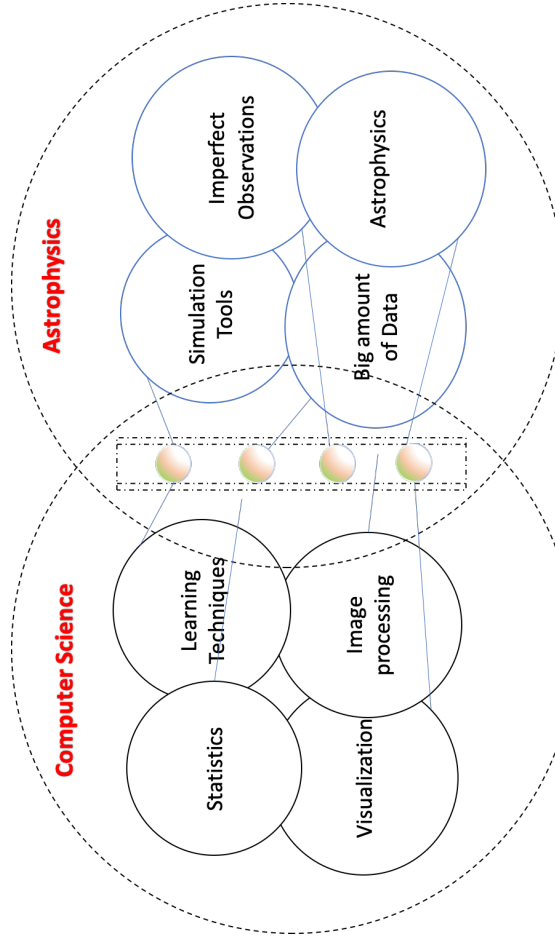 Computer Science
Astrophysics
Statistics
Learning
Techniques
Simulation
Tools
Imperfect
Observations
Visualization
Image
processing
Big amount
of Data
Astrophysics